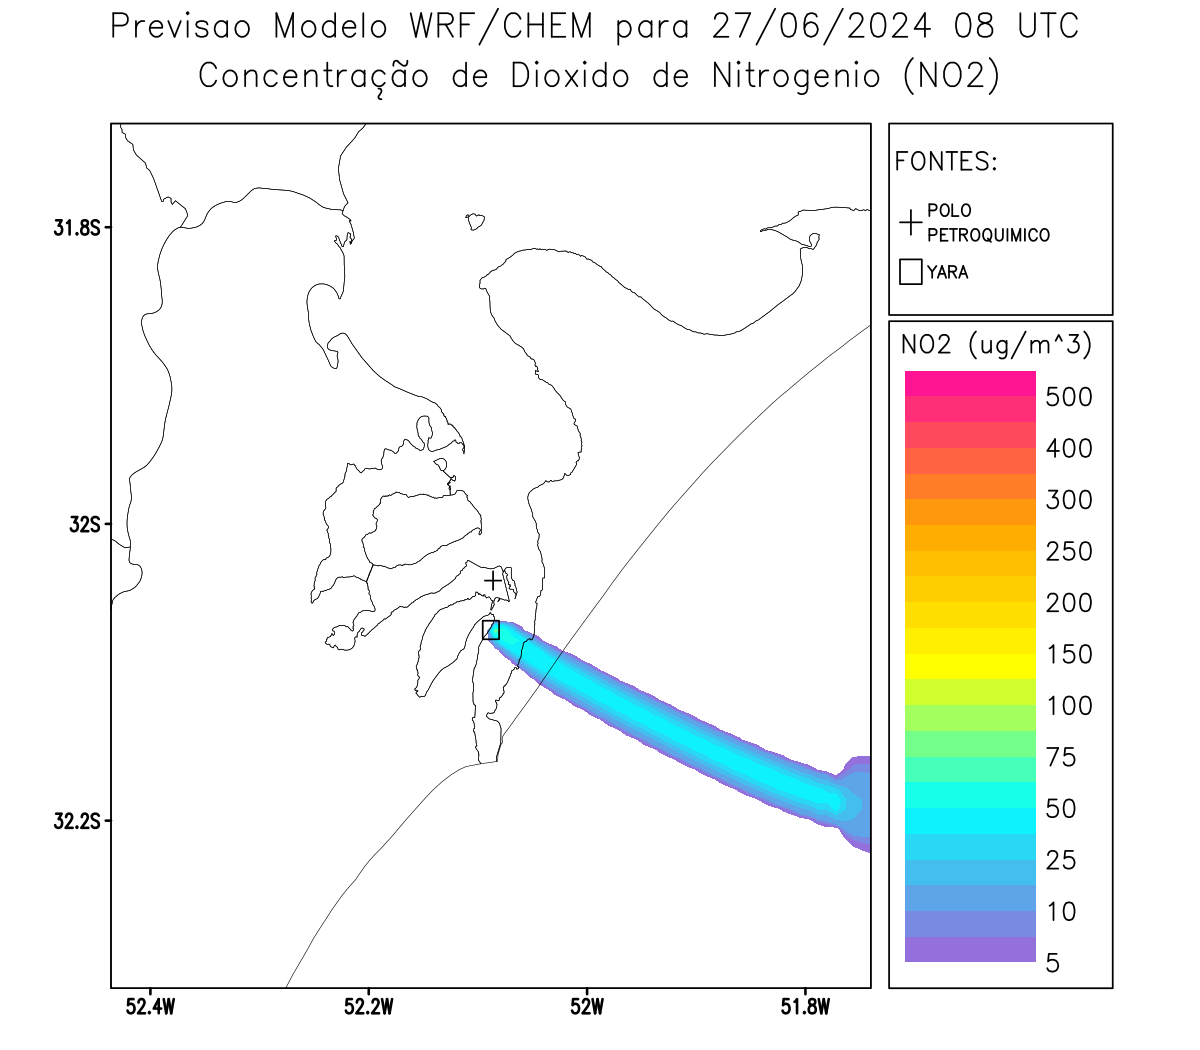 Previsao Modelo WRF/CHEM para 27/06/2024 08 UTC
Concentração de Dioxido de Nitrogenio (NO2)
FONTES:
POLO
PETROQUIMICO
YARA
NO2 (ug/m^3)
500
400
300
250
200
150
100
75
50
25
10
5
31.8S
32S
32.2S
52.4W
52.2W
52W
51.8W